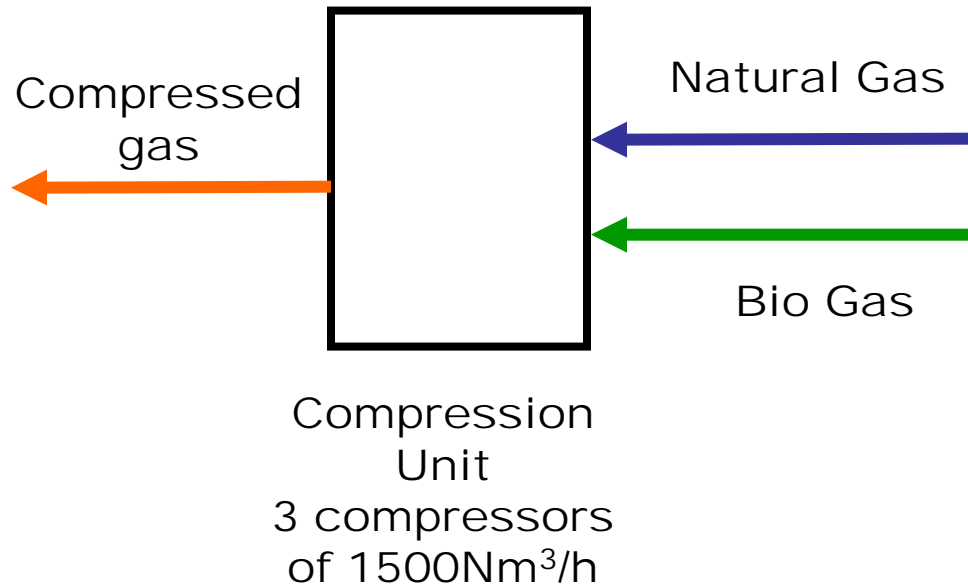 Compressed
gas
Natural Gas
Bio Gas
Compression
Unit
3 compressors
of 1500Nm³/h